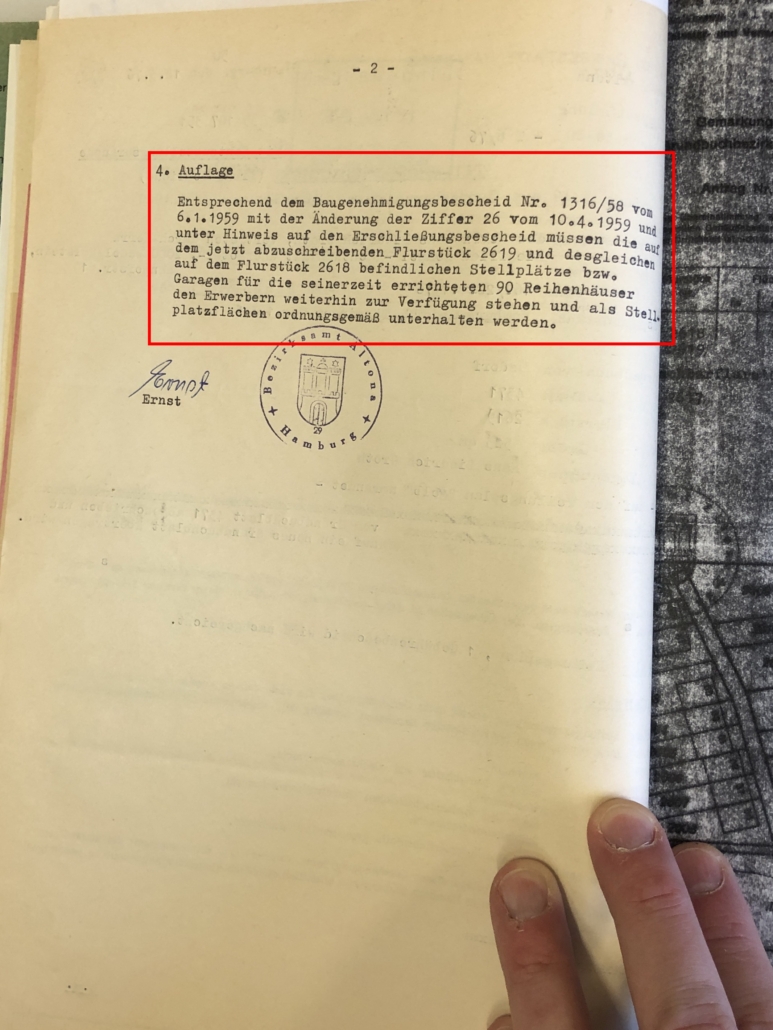 - 2 -
4. Auflage
Entsprechend dem Baugenehmigungsbescheid Nr. 1316/58 vom
6.1.1959 mit der Änderung der Ziffer 26 vom 10.4.1959 und
unter Hinweis auf den Erschließungsbescheid müssen die auf
dem jetzt abzuschreibenden Flurstück 2619 und desgleichen
auf dem Flurstück 2618 befindlichen Stellplätze bzw.
Garagen für die seinerzeit errichteten 90 Reihenhäuser
den Erwerbern weiterhin zur Verfügung stehen und als Stell-
platzflächen ordnungsgemäß unterhalten werden.
Ernst
Ernst
Bezirksamt Altona
Hamburg
29
Gemarkung
Antrag Nr.